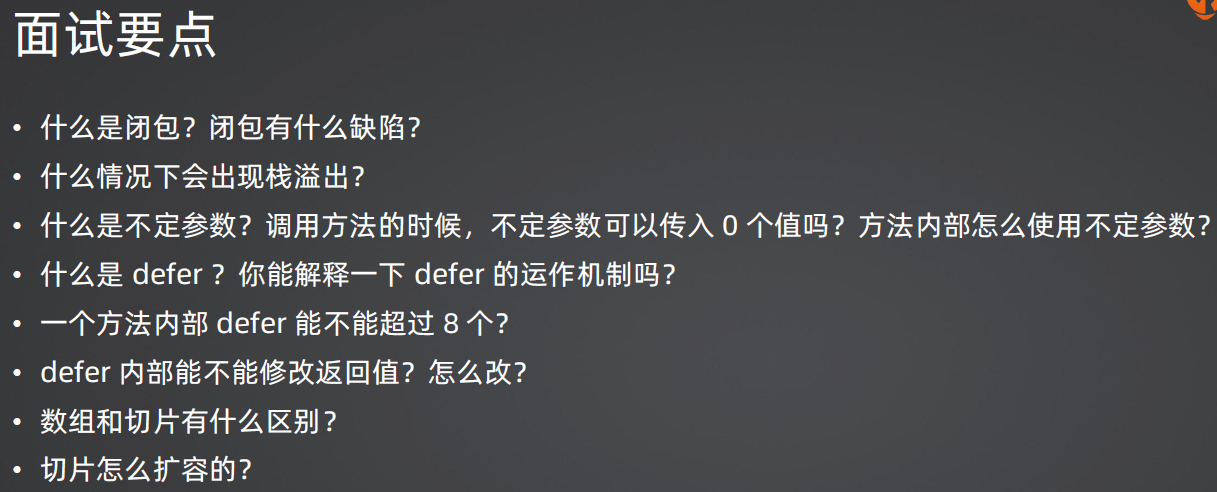 面试要点
• 什么是闭包？闭包有什么缺陷？
• 什么情况下会出现栈溢出？
• 什么是不定参数？调用方法的时候，不定参数可以传入 0 个值吗？方法内部怎么使用不定参数？
• 什么是 defer ？你能解释一下 defer 的运作机制吗？
• 一个方法内部 defer 能不能超过 8 个？
• defer 内部能不能修改返回值？怎么改？
• 数组和切片有什么区别？
• 切片怎么扩容的？